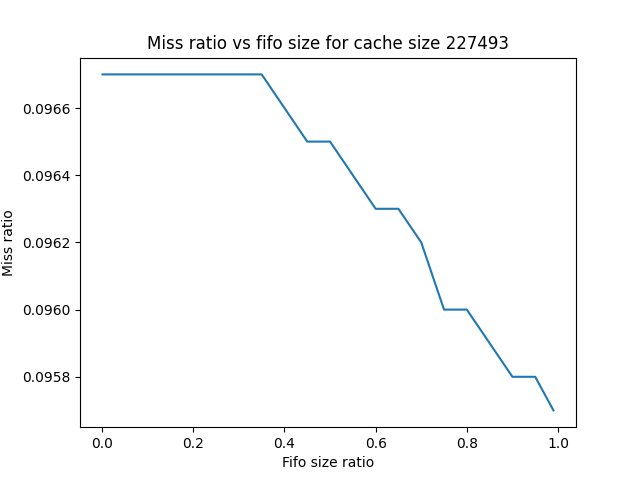 Miss ratio vs fifo size for cache size 227493
Miss ratio
0.0966
0.0964
0.0962
0.0960
0.0958
0.0 0.2 0.4 0.6 0.8 1.0
Fifo size ratio